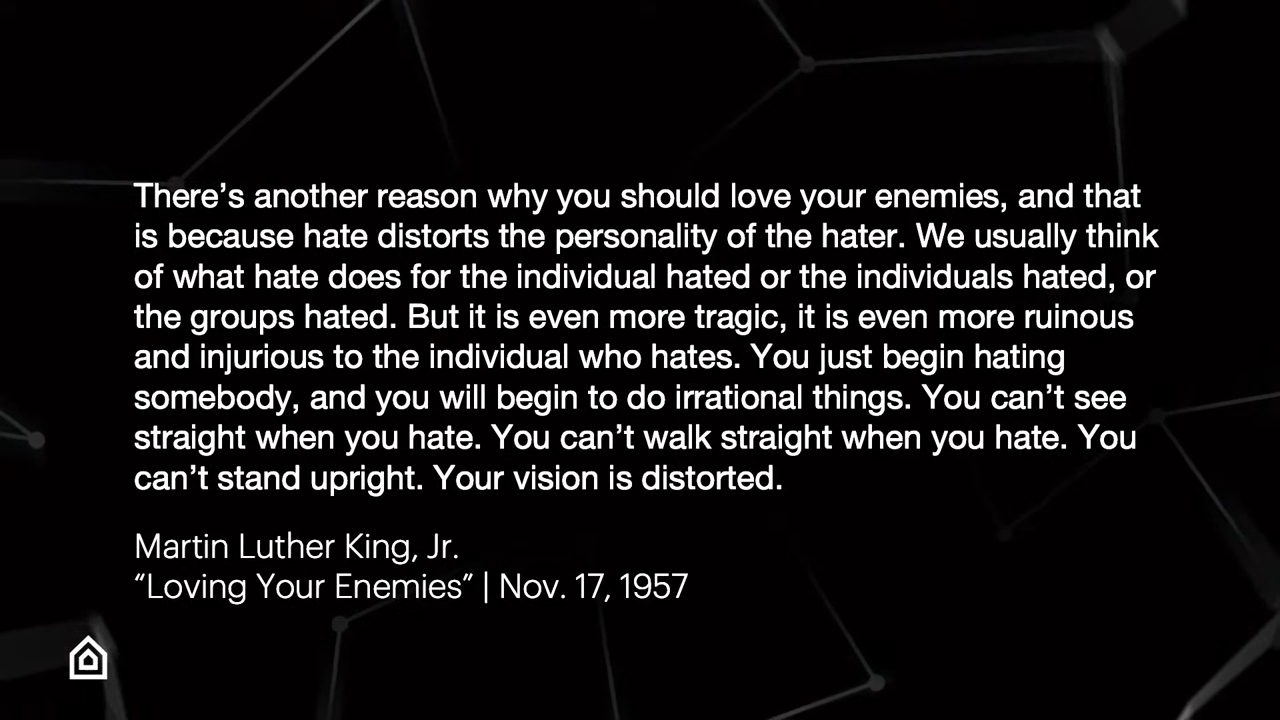 There’s another reason why you should love your enemies, and that
is because hate distorts the personality of the hater. We usually think
of what hate does for the individual hated or the individuals hated, or
the groups hated. But it is even more tragic, it is even more ruinous
and injurious to the individual who hates. You just begin hating
somebody, and you will begin to do irrational things. You can’t see
straight when you hate. You can’t walk straight when you hate. You
can’t stand upright. Your vision is distorted.
Martin Luther King, Jr.
“Loving Your Enemies” | Nov. 17, 1957